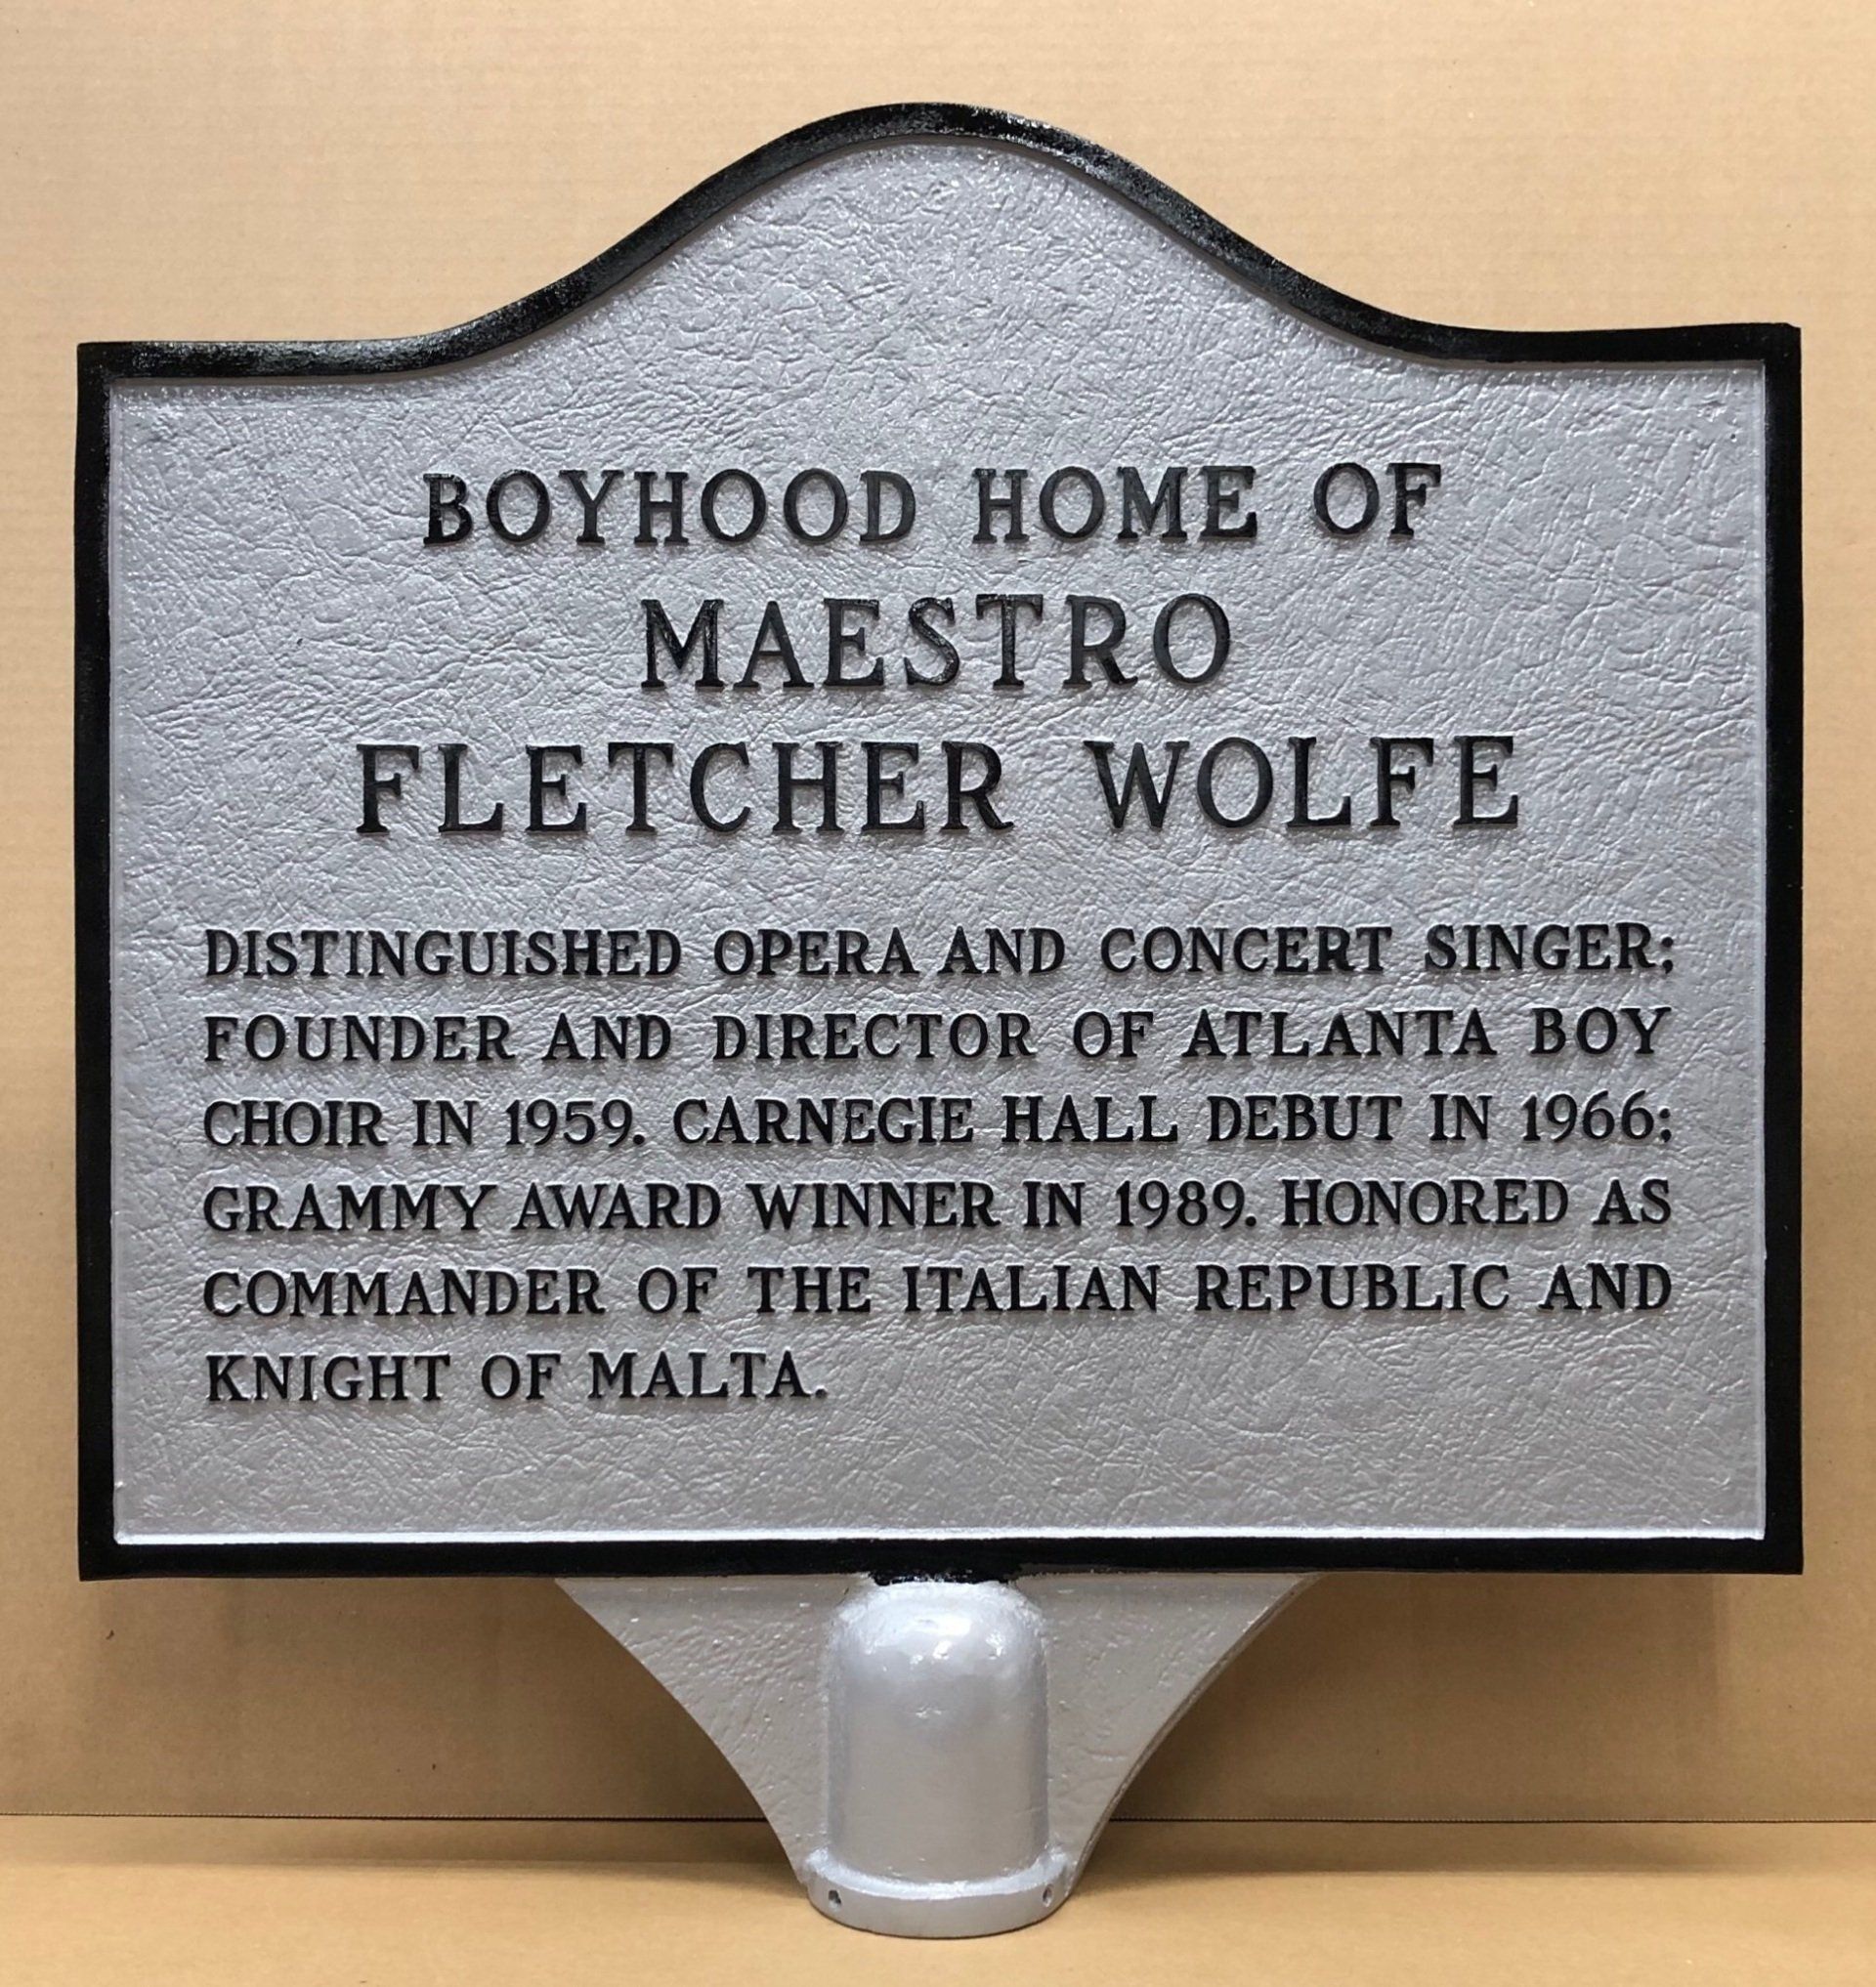 BOYHOOD HOME OF
MAESTRO
FLETCHER WOLFE
DISTINGUISHED OPERA AND CONCERT SINGER;
FOUNDER AND DIRECTOR OF ATLANTA BOY
CHOIR IN 1959. CARNEGIE HALL DEBUT IN 1966;
GRAMMY AWARD WINNER IN 1989. HONORED AS
COMMANDER OF THE ITALIAN REPUBLIC AND
KNIGHT OF MALTA.